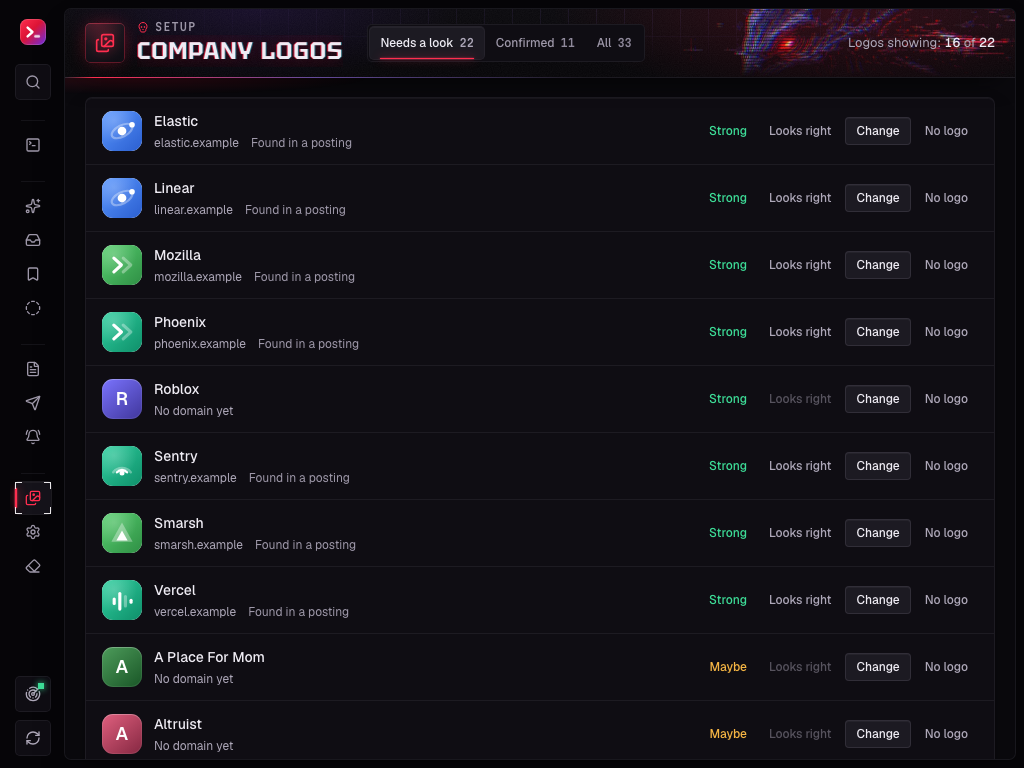 SETUP
COMPANY LOGOS
Needs a look 22
Confirmed 11
All 33
Logos showing: 16 of 22
Elastic
elastic.example Found in a posting
Strong Looks right Change No logo
Linear
linear.example Found in a posting
Strong Looks right Change No logo
Mozilla
mozilla.example Found in a posting
Strong Looks right Change No logo
Phoenix
phoenix.example Found in a posting
Strong Looks right Change No logo
R
Roblox
No domain yet
Strong Looks right Change No logo
Sentry
sentry.example Found in a posting
Strong Looks right Change No logo
Smarsh
smarsh.example Found in a posting
Strong Looks right Change No logo
Vercel
vercel.example Found in a posting
Strong Looks right Change No logo
A
A Place For Mom
No domain yet
Maybe Looks right Change No logo
A
Altruist
No domain yet
Maybe Looks right Change No logo